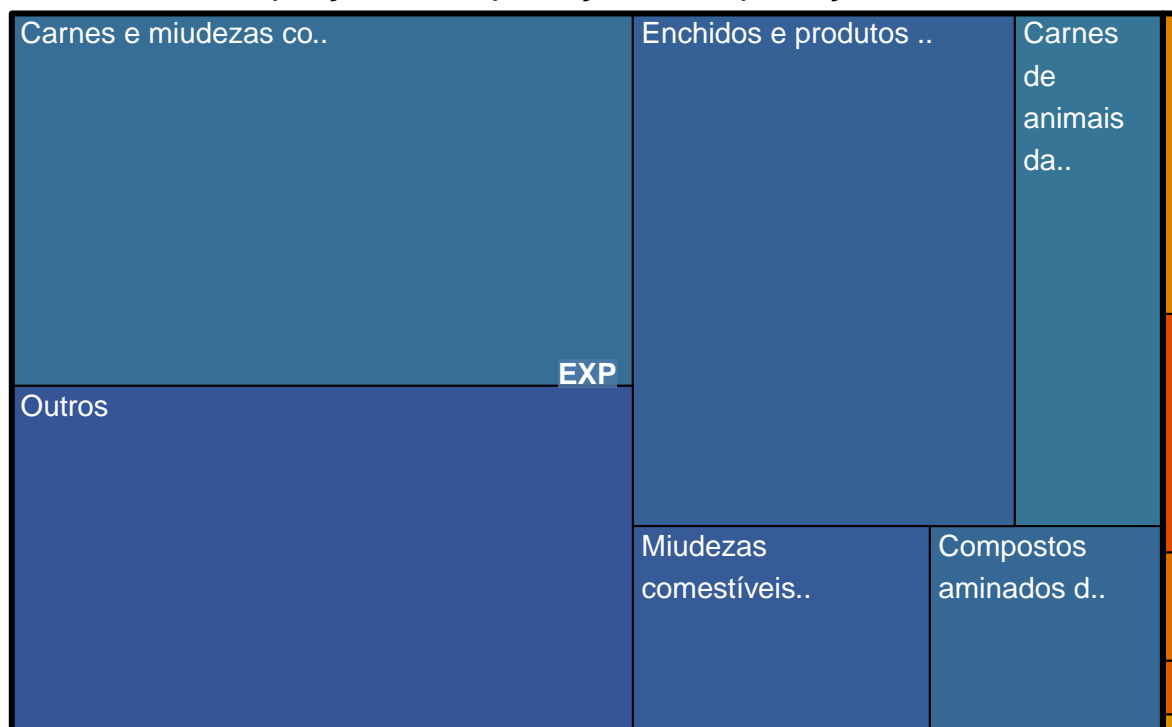 Carnes e miudezas co..
Enchidos e produtos ..
Carnes
de
animais
da..
EXP
Outros
Miudezas
comestíveis..
Compostos
aminados d..